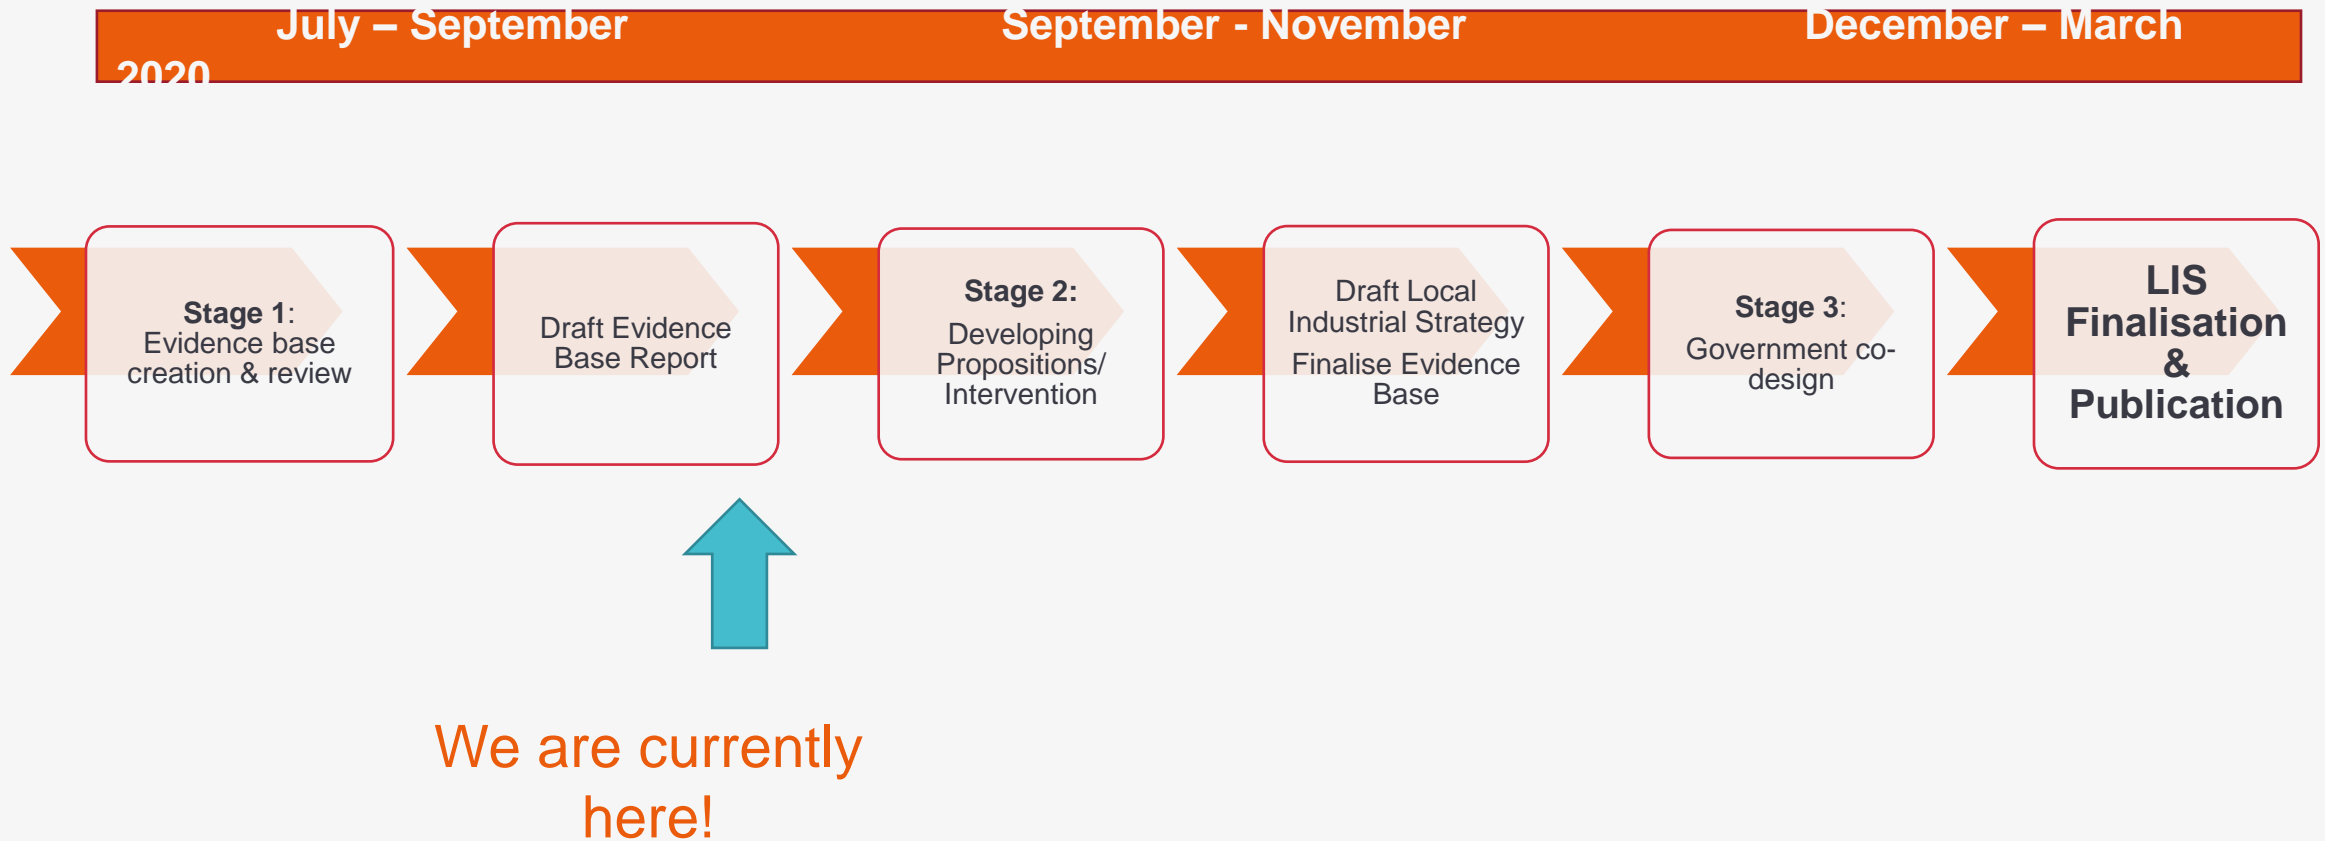 July – September September - November December – March
2020
Stage 1:
Evidence base
creation & review
Draft Evidence
Base Report
Stage 2:
Developing
Propositions/
Intervention
Draft Local
Industrial Strategy
Finalise Evidence
Base
Stage 3:
Government co-
design
LIS
Finalisation
&
Publication
We are currently
here!